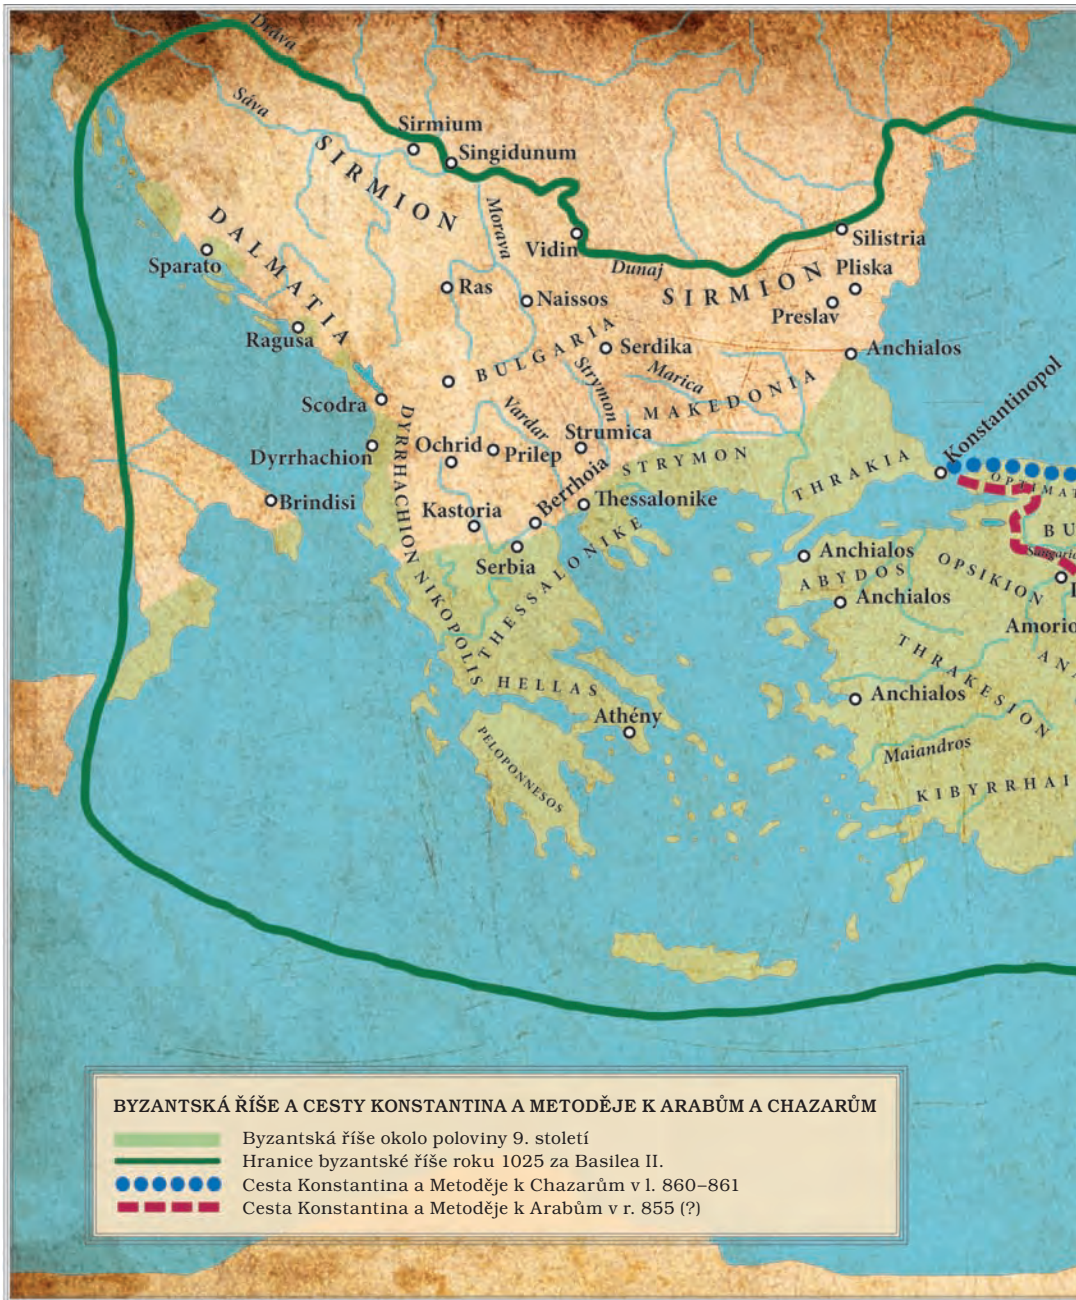 Dráva
Sáva
Sirmium
Singidunum
SIRMION
Morava
DALMATIA
Sparato
Vidin
Dunaj
Silistria
SIRMION
Pliska
Preslav
Ras
Naissos
Ragusa
BULGARIA
Serdika
Anchialos
Strymon
Marica
MAKEDONIA
Scodra
Vardar
DYRRHACHION
Ochrid
Prilep
Strumica
Dyrrhachion
STRYMON
THRAKIA
Konstantinopol
Brindisi
Kastoria
Berrhoia
Thessalonike
OPTIMAT
BU
Sangario
Serbia
THESSALONIKE
Anchialos
ABYDOS
OPSIKION
Anchialos
Amorio
NIKOPOLIS
THRAKESION
ANA
HELLAS
Anchialos
Athény
PELOPONNESOS
Maiandros
KIBYRRHAI
BYZANTSKÁ ŘÍŠE A CESTY KONSTANTINA A METODĚJE K ARABŮM A CHAZARŮM
Byzantská říše okolo poloviny 9. století
Hranice byzantské říše roku 1025 za Basilea II.
Cesta Konstantina a Metoděje k Chazarům v l. 860–861
Cesta Konstantina a Metoděje k Arabům v r. 855 (?)